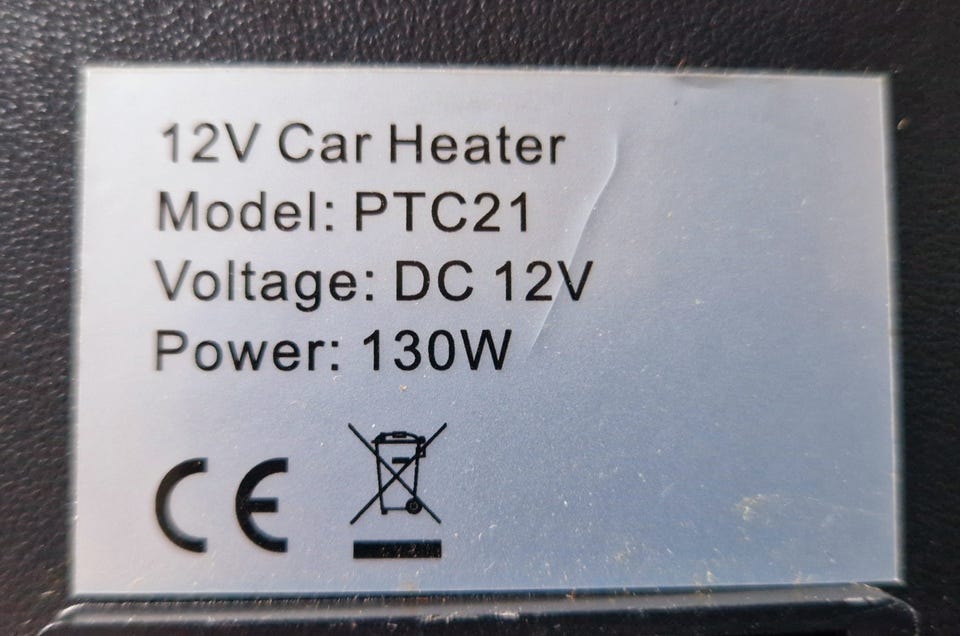 12V Car Heater
Model: PTC21
Voltage: DC 12V
Power: 130W
CE